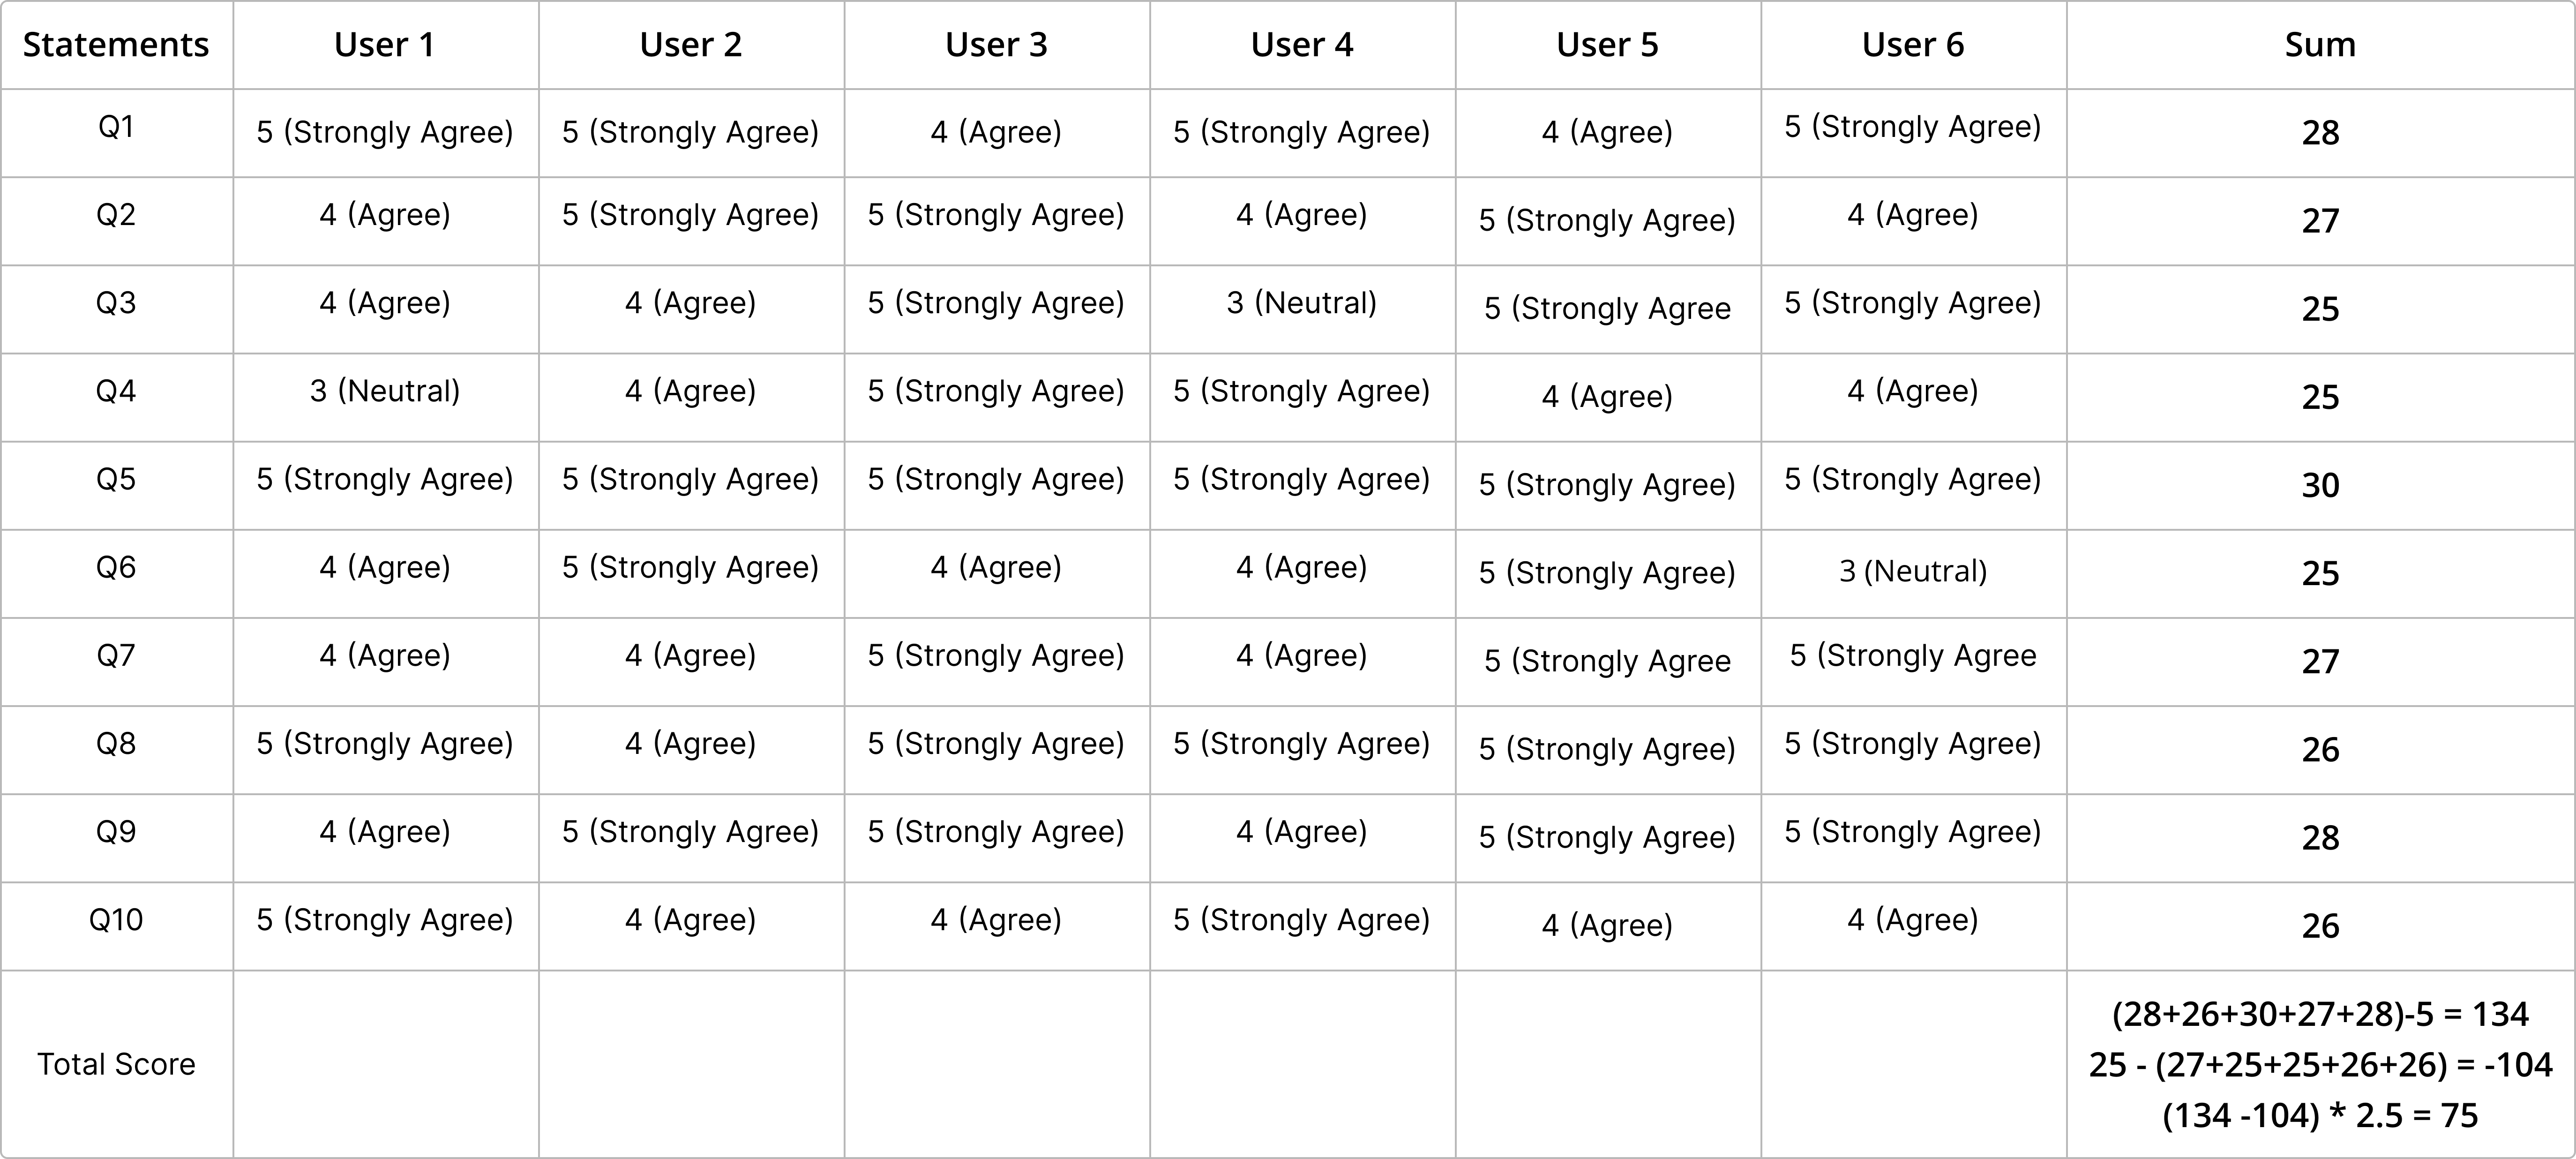 Statements User 1 User 2 User 3 User 4 User 5 User 6 Sum
Q1 5 (Strongly Agree) 5 (Strongly Agree) 4 (Agree) 5 (Strongly Agree) 4 (Agree) 5 (Strongly Agree) 28
Q2 4 (Agree) 5 (Strongly Agree) 5 (Strongly Agree) 4 (Agree) 5 (Strongly Agree) 4 (Agree) 27
Q3 4 (Agree) 4 (Agree) 5 (Strongly Agree) 3 (Neutral) 5 (Strongly Agree 5 (Strongly Agree) 25
Q4 3 (Neutral) 4 (Agree) 5 (Strongly Agree) 5 (Strongly Agree) 4 (Agree) 4 (Agree) 25
Q5 5 (Strongly Agree) 5 (Strongly Agree) 5 (Strongly Agree) 5 (Strongly Agree) 5 (Strongly Agree) 5 (Strongly Agree) 30
Q6 4 (Agree) 5 (Strongly Agree) 4 (Agree) 4 (Agree) 5 (Strongly Agree) 3 (Neutral) 25
Q7 4 (Agree) 4 (Agree) 5 (Strongly Agree) 4 (Agree) 5 (Strongly Agree 5 (Strongly Agree 27
Q8 5 (Strongly Agree) 4 (Agree) 5 (Strongly Agree) 5 (Strongly Agree) 5 (Strongly Agree) 5 (Strongly Agree) 26
Q9 4 (Agree) 5 (Strongly Agree) 5 (Strongly Agree) 4 (Agree) 5 (Strongly Agree) 5 (Strongly Agree) 28
Q10 5 (Strongly Agree) 4 (Agree) 4 (Agree) 5 (Strongly Agree) 4 (Agree) 4 (Agree) 26
Total Score
(28+26+30+27+28)-5 = 134
25 - (27+25+25+26+26) = -104
(134 -104) * 2.5 = 75